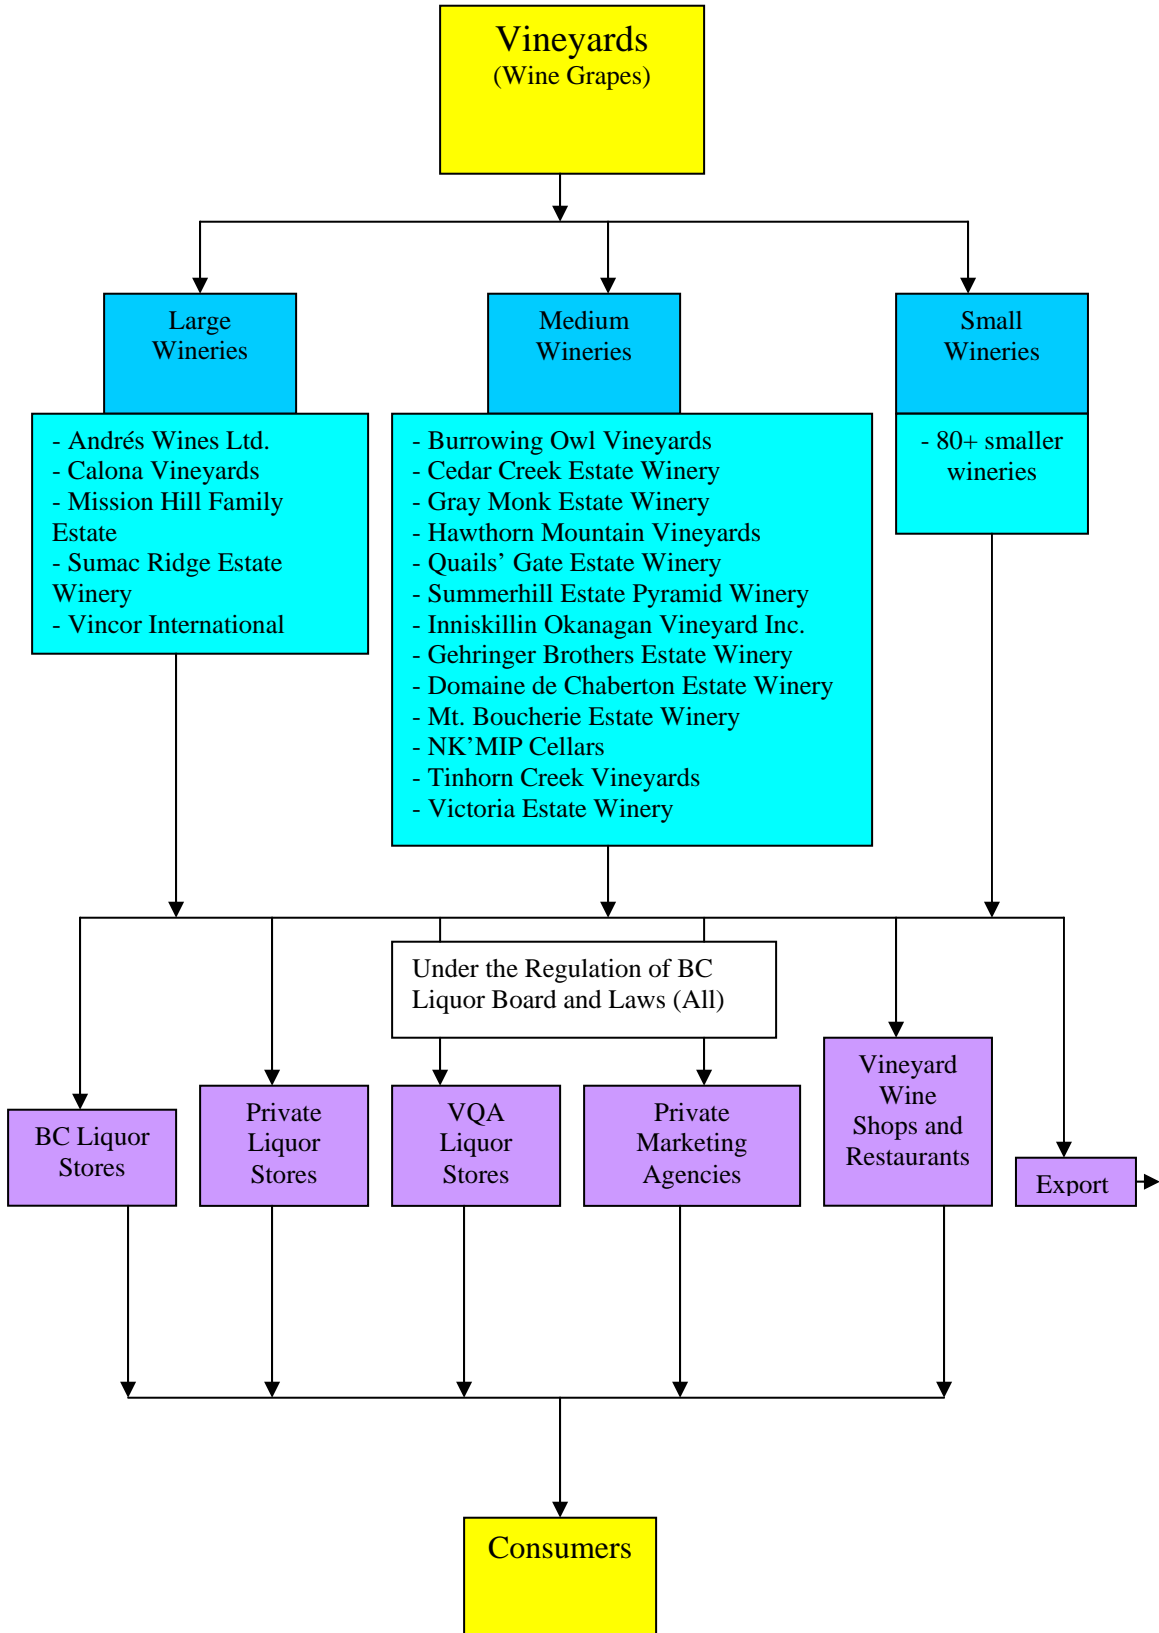 Vineyards
(Wine Grapes)
Large
Wineries
Medium
Wineries
Small
Wineries
- Andrés Wines Ltd.
- Calona Vineyards
- Mission Hill Family
Estate
- Sumac Ridge Estate
Winery
- Vincor International
- Burrowing Owl Vineyards
- Cedar Creek Estate Winery
- Gray Monk Estate Winery
- Hawthorn Mountain Vineyards
- Quails’ Gate Estate Winery
- Summerhill Estate Pyramid Winery
- Inniskillin Okanagan Vineyard Inc.
- Gehringer Brothers Estate Winery
- Domaine de Chaberton Estate Winery
- Mt. Boucherie Estate Winery
- NK’MIP Cellars
- Tinhorn Creek Vineyards
- Victoria Estate Winery
- 80+ smaller
wineries
Under the Regulation of BC
Liquor Board and Laws (All)
BC Liquor
Stores
Private
Liquor
Stores
VQA
Liquor
Stores
Private
Marketing
Agencies
Vineyard
Wine
Shops and
Restaurants
Export
Consumers